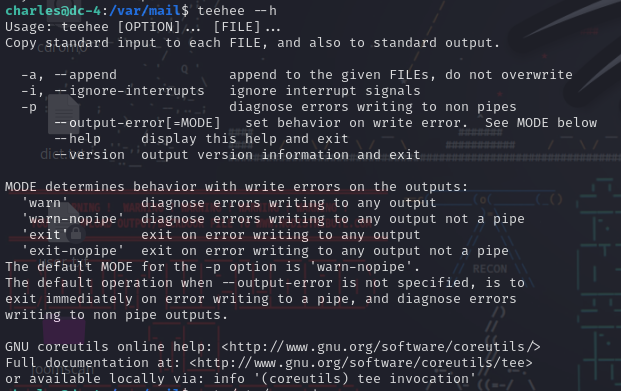 charles@dc-4:/var/mail$ teehee --h
Usage: teehee [OPTION]... [FILE]...
Copy standard input to each FILE, and also to standard output.
-a, --append append to the given FILEs, do not overwrite
-i, --ignore-interrupts ignore interrupt signals
-p diagnose errors writing to non pipes
--output-error[=MODE] set behavior on write error. See MODE below
--help display this help and exit
--version output version information and exit
MODE determines behavior with write errors on the outputs:
'warn' diagnose errors writing to any output
'warn-nopipe' diagnose errors writing to any output not a pipe
'exit' exit on error writing to any output
'exit-nopipe' exit on error writing to any output not a pipe
The default MODE for the -p option is 'warn-nopipe'.
The default operation when --output-error is not specified, is to
exit immediately on error writing to a pipe, and diagnose errors
writing to non pipe outputs.
RECON
GNU coreutils online help: <http://www.gnu.org/software/coreutils/>
Full documentation at: <http://www.gnu.org/software/coreutils/tee>
or available locally via: info '(coreutils) tee invocation'